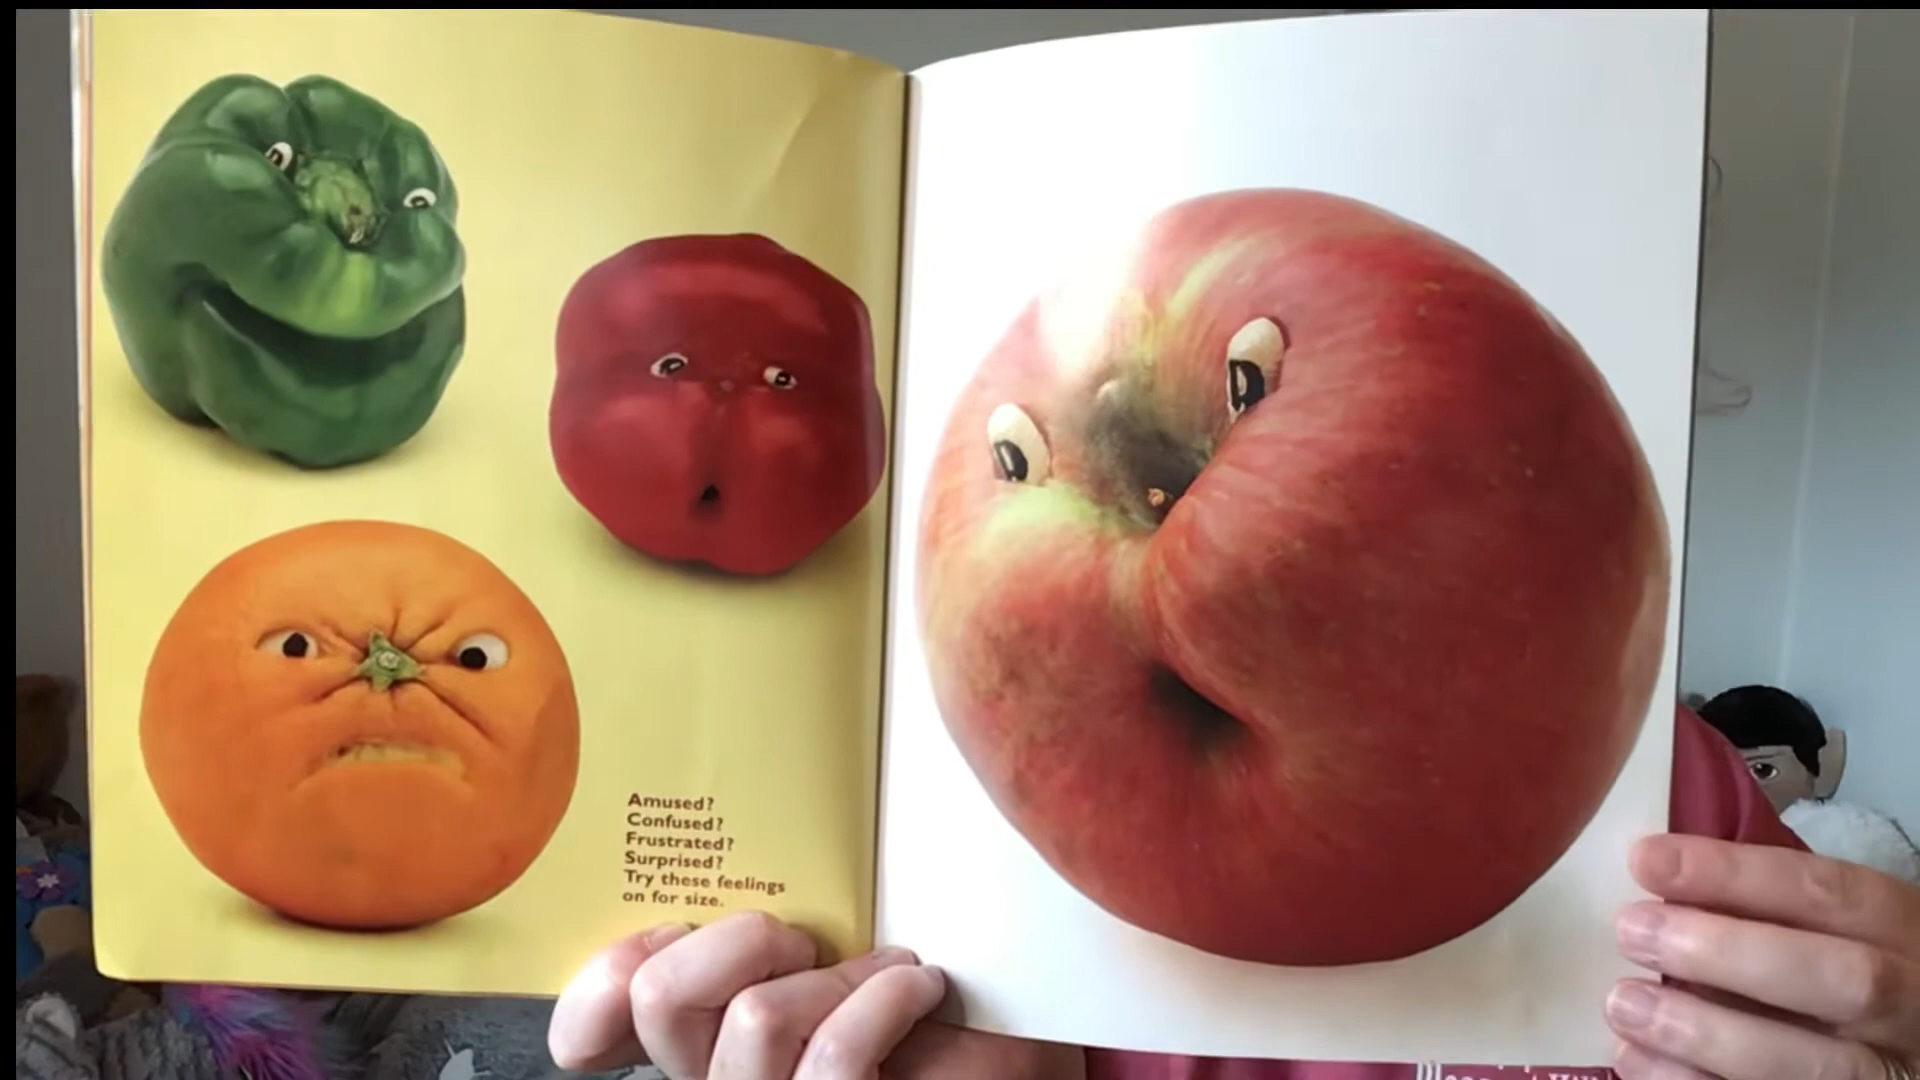 Amused?
Confused?
Frustrated?
Surprised?
Try these feelings
on for size.